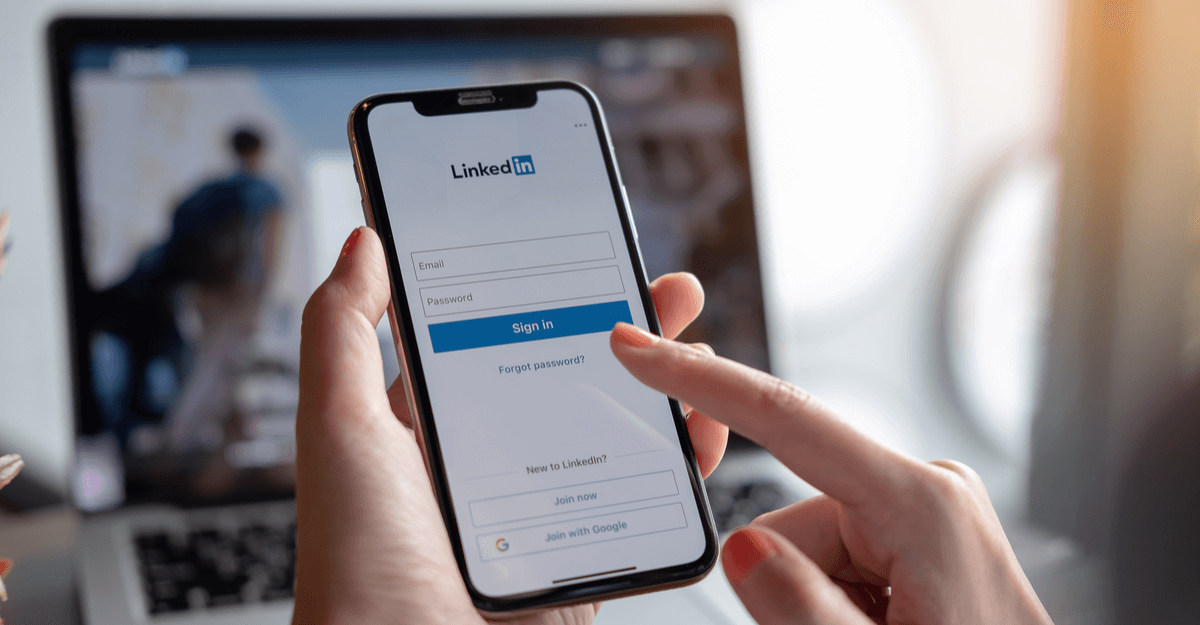 LinkedIn
Email
Password
Sign in
Forgot password?
New to LinkedIn?
Join now
Join with Google